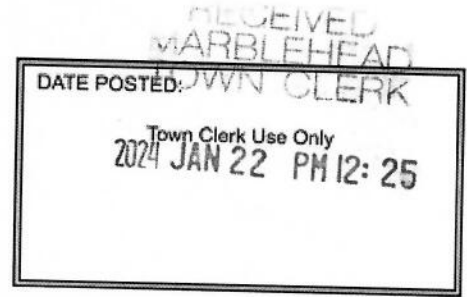 RECEIVED
MARBLEHEAD
TOWN CLERK
DATE POSTED:
Town Clerk Use Only
2024 JAN 22 PM 12: 25